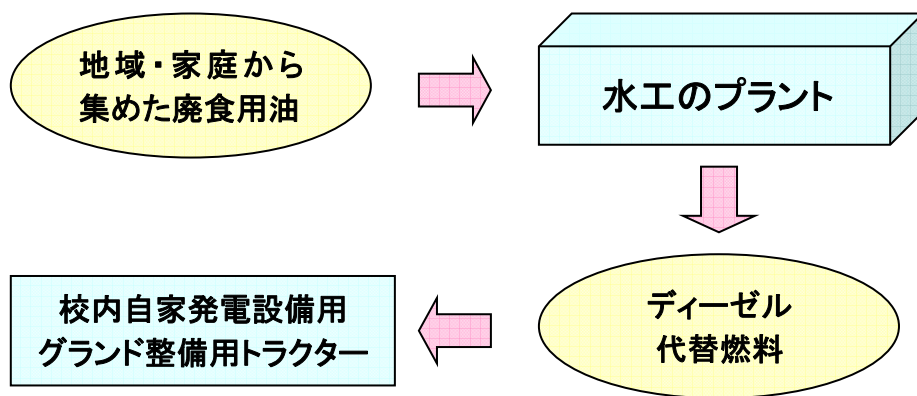 地域・家庭から
集めた廃食用油
水工のプラント
ディーゼル
代替燃料
校内自家発電設備用
グランド整備用トラクター